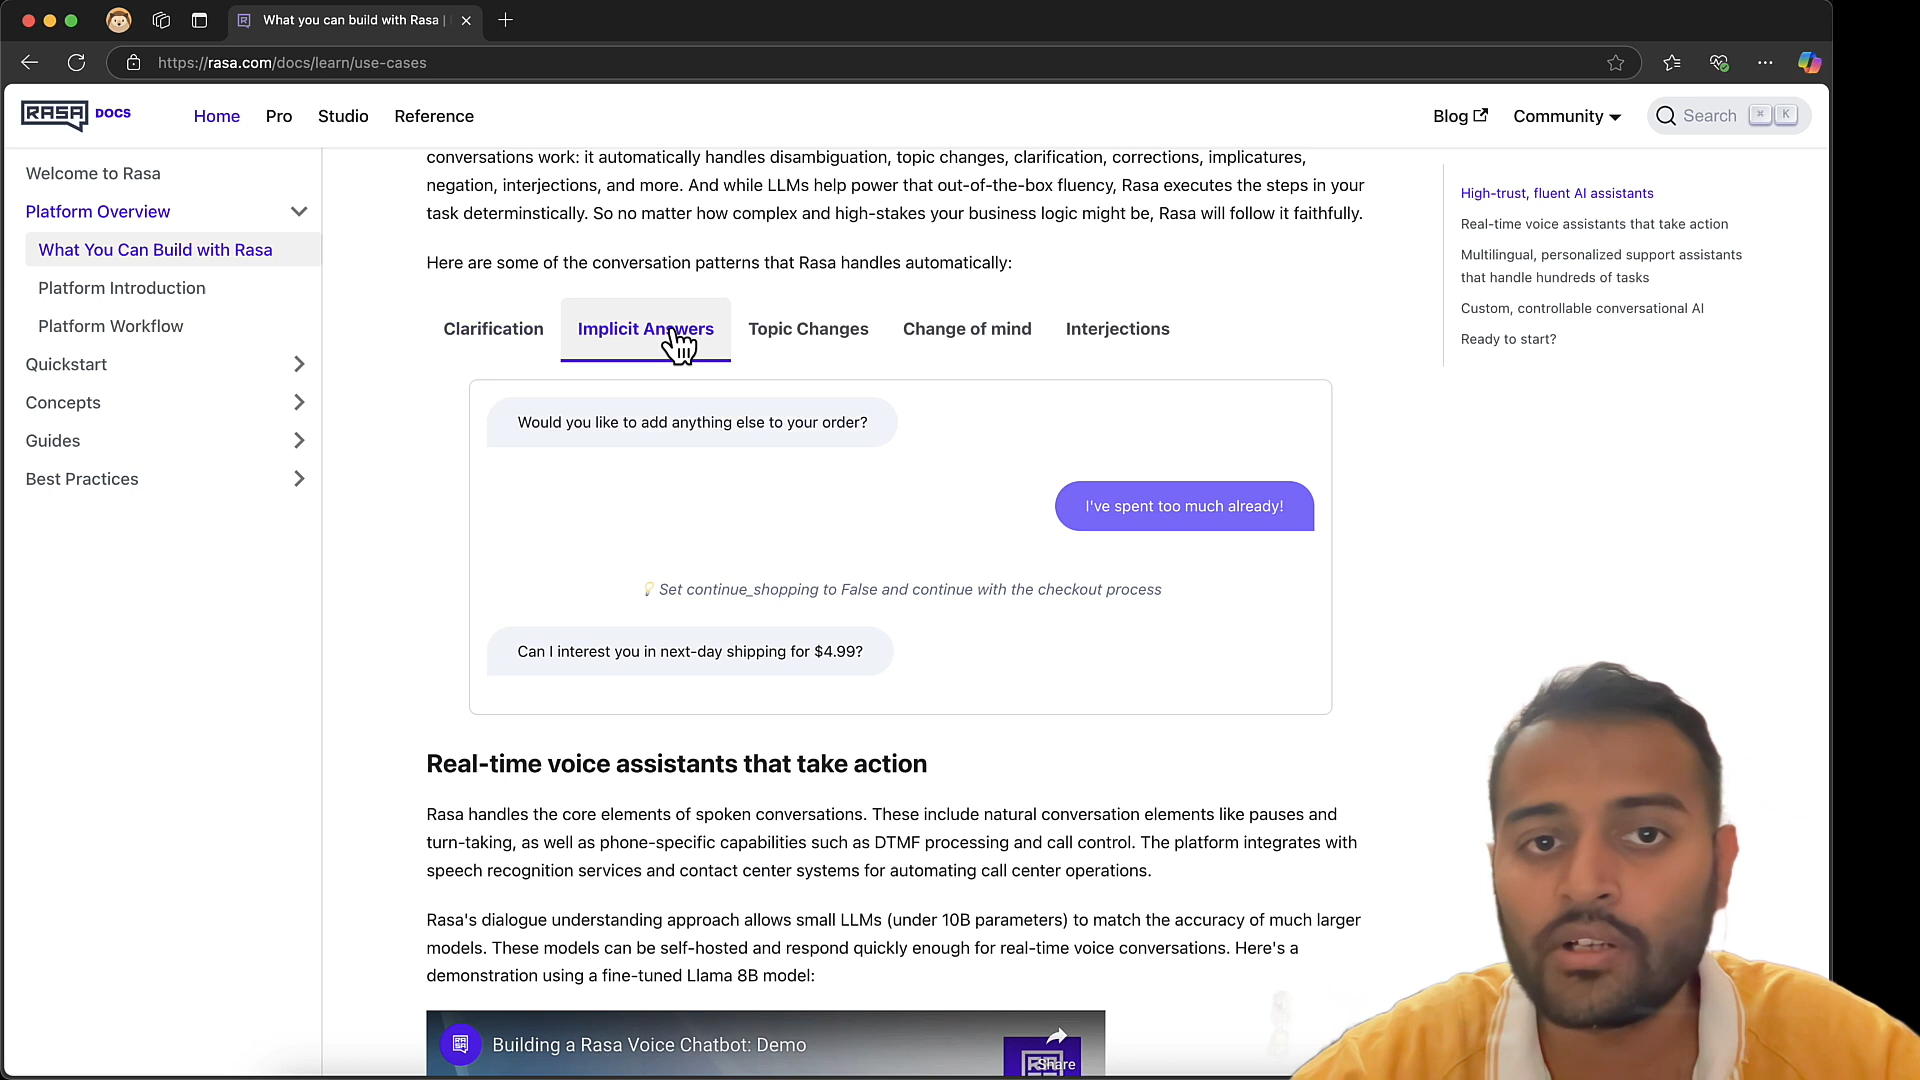 What you can build with Rasa |
https://rasa.com/docs/learn/use-cases
RASA DOCS
Home
Pro
Studio
Reference
Blog
Community
Search
⌘ K
Welcome to Rasa
Platform Overview
What You Can Build with Rasa
Platform Introduction
Platform Workflow
Quickstart
Concepts
Guides
Best Practices
conversations work: it automatically handles disambiguation, topic changes, clarification, corrections, implicatures,
negation, interjections, and more. And while LLMs help power that out-of-the-box fluency, Rasa executes the steps in your
task determinstically. So no matter how complex and high-stakes your business logic might be, Rasa will follow it faithfully.
Here are some of the conversation patterns that Rasa handles automatically:
Clarification
Implicit Answers
Topic Changes
Change of mind
Interjections
Would you like to add anything else to your order?
I've spent too much already!
💡 Set continue_shopping to False and continue with the checkout process
Can I interest you in next-day shipping for $4.99?
Real-time voice assistants that take action
Rasa handles the core elements of spoken conversations. These include natural conversation elements like pauses and
turn-taking, as well as phone-specific capabilities such as DTMF processing and call control. The platform integrates with
speech recognition services and contact center systems for automating call center operations.
Rasa's dialogue understanding approach allows small LLMs (under 10B parameters) to match the accuracy of much larger
models. These models can be self-hosted and respond quickly enough for real-time voice conversations. Here's a
demonstration using a fine-tuned Llama 8B model:
Building a Rasa Voice Chatbot: Demo
Share
High-trust, fluent AI assistants
Real-time voice assistants that take action
Multilingual, personalized support assistants
that handle hundreds of tasks
Custom, controllable conversational AI
Ready to start?